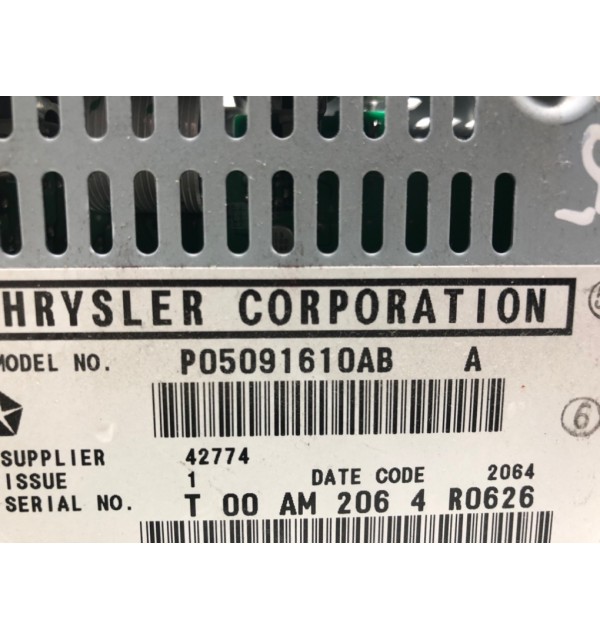 HRYSLER CORPORATION
MODEL NO. P05091610AB A
6
SUPPLIER 42774
ISSUE 1 DATE CODE 2064
SERIAL NO. T 00 AM 206 4 R0626